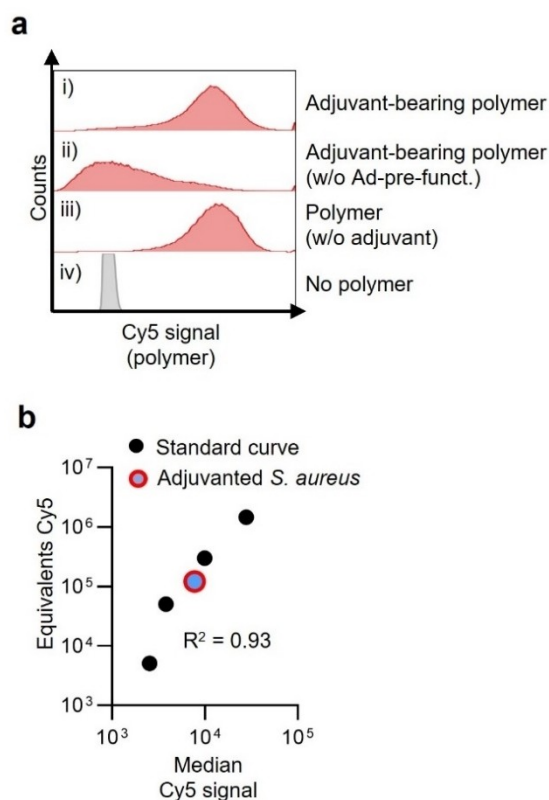 a
i)
Adjuvant-bearing polymer
ii)
Adjuvant-bearing polymer
(w/o Ad-pre-funct.)
iii)
Polymer
(w/o adjuvant)
iv)
No polymer
Counts
Cy5 signal
(polymer)
b
Standard curve
Adjuvanted S. aureus
Equivalents Cy5
10⁷
10⁶
10⁵
10⁴
10³
R² = 0.93
10³ 10⁴ 10⁵
Median
Cy5 signal